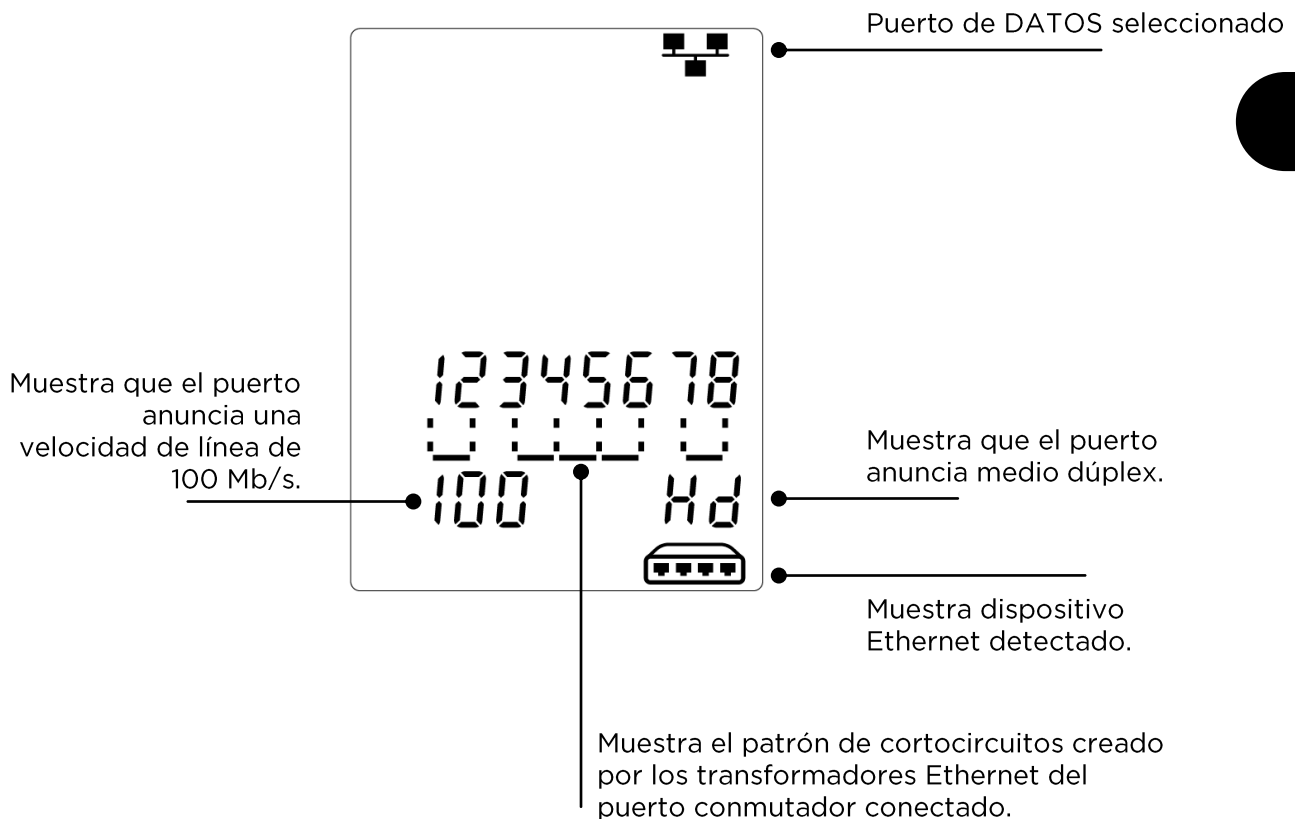 Puerto de DATOS seleccionado
12345678
Muestra que el puerto
anuncia una
velocidad de línea de
100 Mb/s.
100
Hd
Muestra que el puerto
anuncia medio dúplex.
Muestra dispositivo
Ethernet detectado.
Muestra el patrón de cortocircuitos creado
por los transformadores Ethernet del
puerto conmutador conectado.